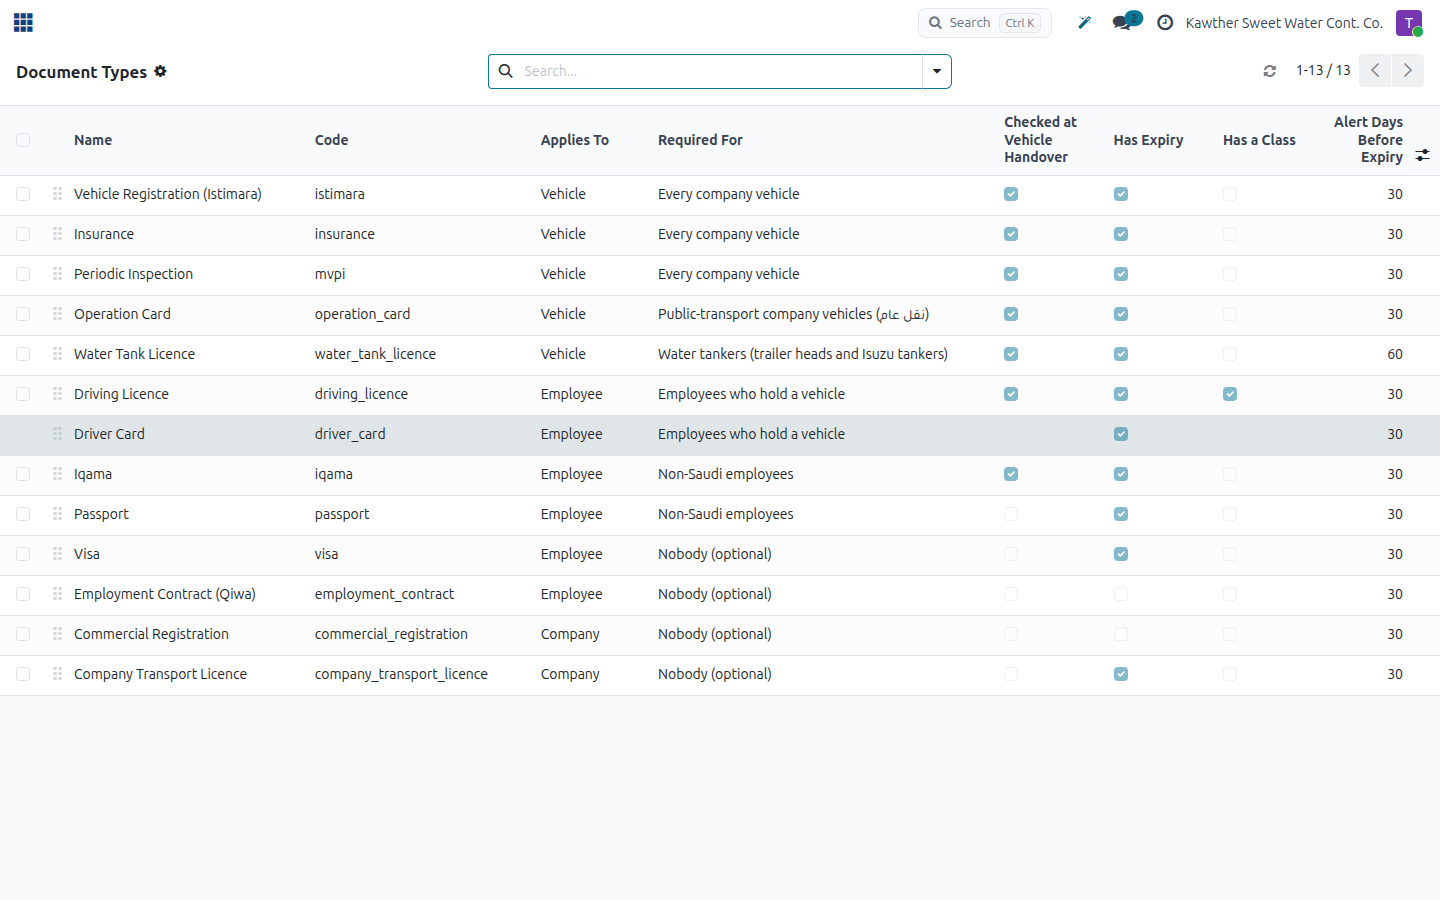 Search Ctrl K 2 Kawther Sweet Water Cont. Co. T
Document Types Search... 1-13 / 13
Name Code Applies To Required For Checked at Vehicle Handover Has Expiry Has a Class Alert Days Before Expiry
Vehicle Registration (Istimara) istimara Vehicle Every company vehicle 30
Insurance insurance Vehicle Every company vehicle 30
Periodic Inspection mvpi Vehicle Every company vehicle 30
Operation Card operation_card Vehicle Public-transport company vehicles (نقل عام) 30
Water Tank Licence water_tank_licence Vehicle Water tankers (trailer heads and Isuzu tankers) 60
Driving Licence driving_licence Employee Employees who hold a vehicle 30
Driver Card driver_card Employee Employees who hold a vehicle 30
Iqama iqama Employee Non-Saudi employees 30
Passport passport Employee Non-Saudi employees 30
Visa visa Employee Nobody (optional) 30
Employment Contract (Qiwa) employment_contract Employee Nobody (optional) 30
Commercial Registration commercial_registration Company Nobody (optional) 30
Company Transport Licence company_transport_licence Company Nobody (optional) 30